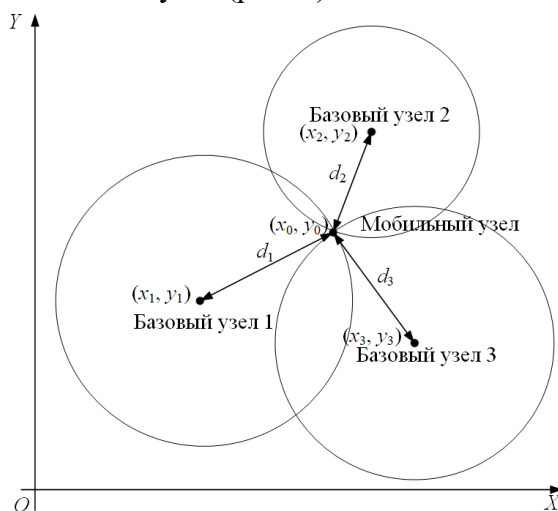 Y
Базовый узел 2
(x₂, y₂)
d₂
(x₀, y₀)
Мобильный узел
d₁
d₃
(x₁, y₁)
Базовый узел 1
(x₃, y₃)
Базовый узел 3
O
X